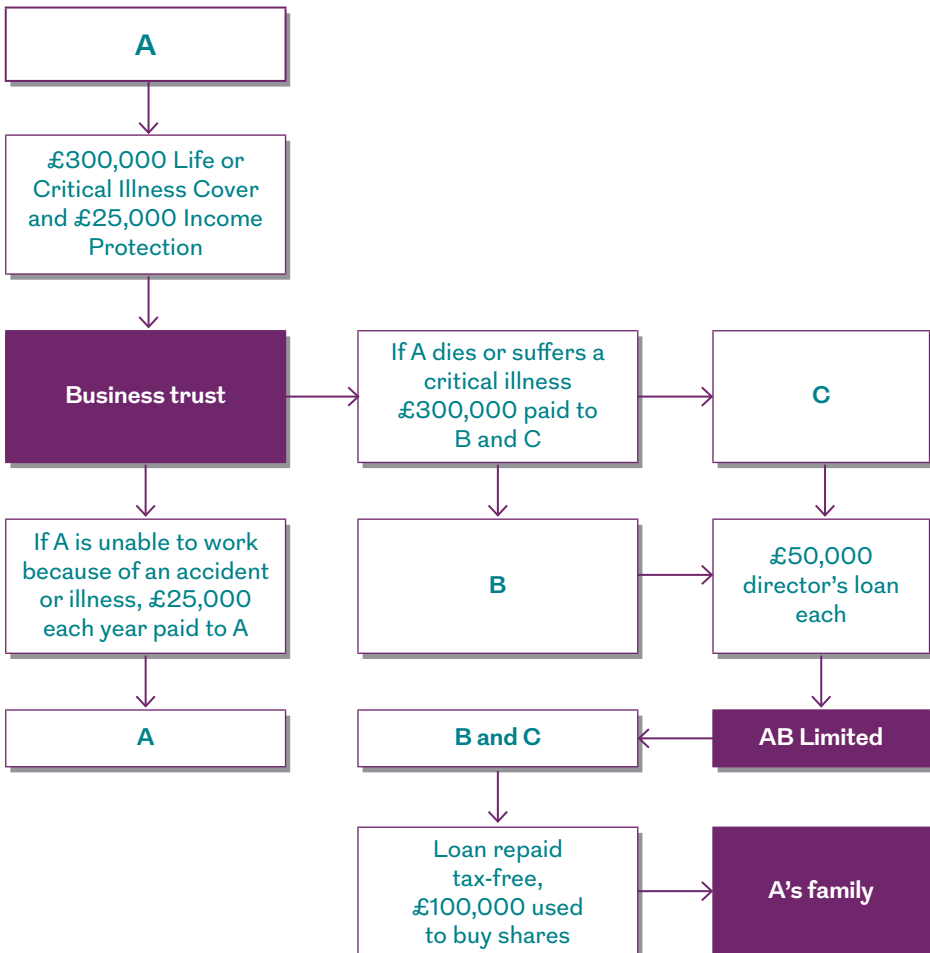 A
£300,000 Life or
Critical Illness Cover
and £25,000 Income
Protection
Business trust
If A dies or suffers a
critical illness
£300,000 paid to
B and C
C
If A is unable to work
because of an accident
or illness, £25,000
each year paid to A
B
£50,000
director’s loan
each
A
B and C
AB Limited
Loan repaid
tax-free,
£100,000 used
to buy shares
A’s family